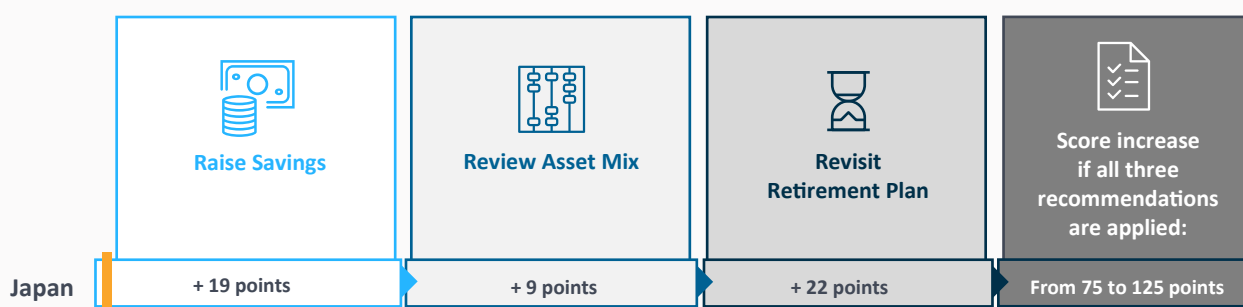 Raise Savings
Review Asset Mix
Revisit
Retirement Plan
Score increase
if all three
recommendations
are applied:
Japan
+ 19 points
+ 9 points
+ 22 points
From 75 to 125 points